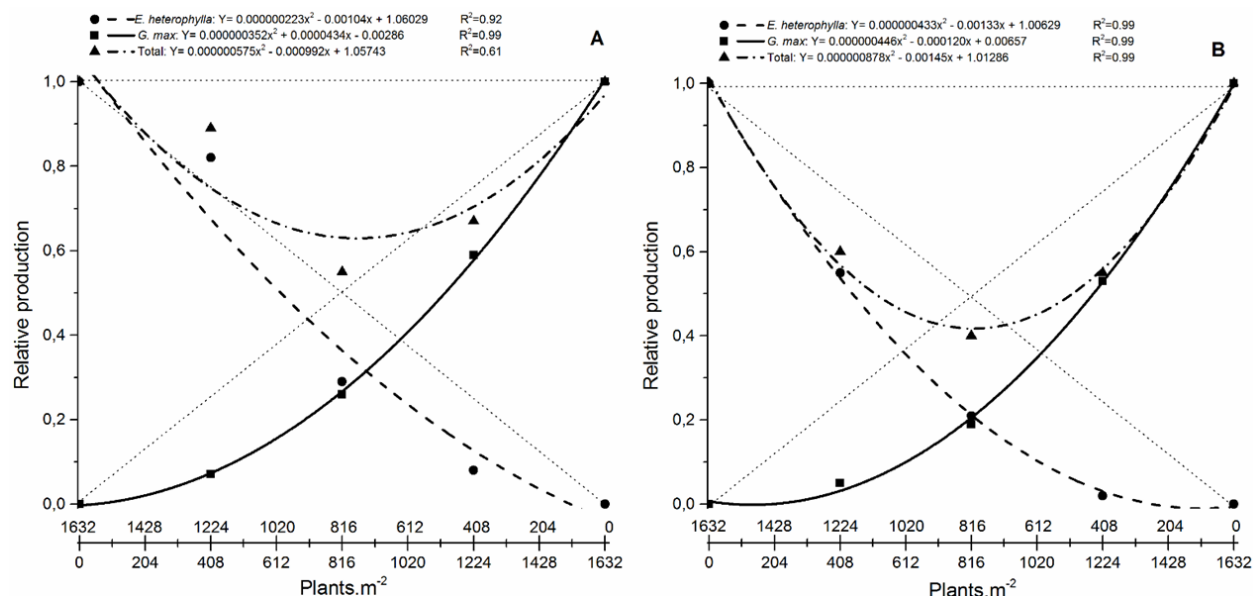 E. heterophylla: Y= 0.000000223x² - 0.00104x + 1.06029 R²=0.92
G. max: Y= 0.000000352x² + 0.0000434x - 0.00286 R²=0.99
Total: Y= 0.000000575x² - 0.000992x + 1.05743 R²=0.61
A
1,0
0,8
0,6
0,4
0,2
0,0
Relative production
1632 1428 1224 1020 816 612 408 204 0
0 204 408 612 816 1020 1224 1428 1632
Plants.m⁻²
E. heterophylla: Y= 0.000000433x² - 0.00133x + 1.00629 R²=0.99
G. max: Y= 0.000000446x² - 0.000120x + 0.00657 R²=0.99
Total: Y= 0.000000878x² - 0.00145x + 1.01286 R²=0.99
B
1,0
0,8
0,6
0,4
0,2
0,0
Relative production
1632 1428 1224 1020 816 612 408 204 0
0 204 408 612 816 1020 1224 1428 1632
Plants.m⁻²